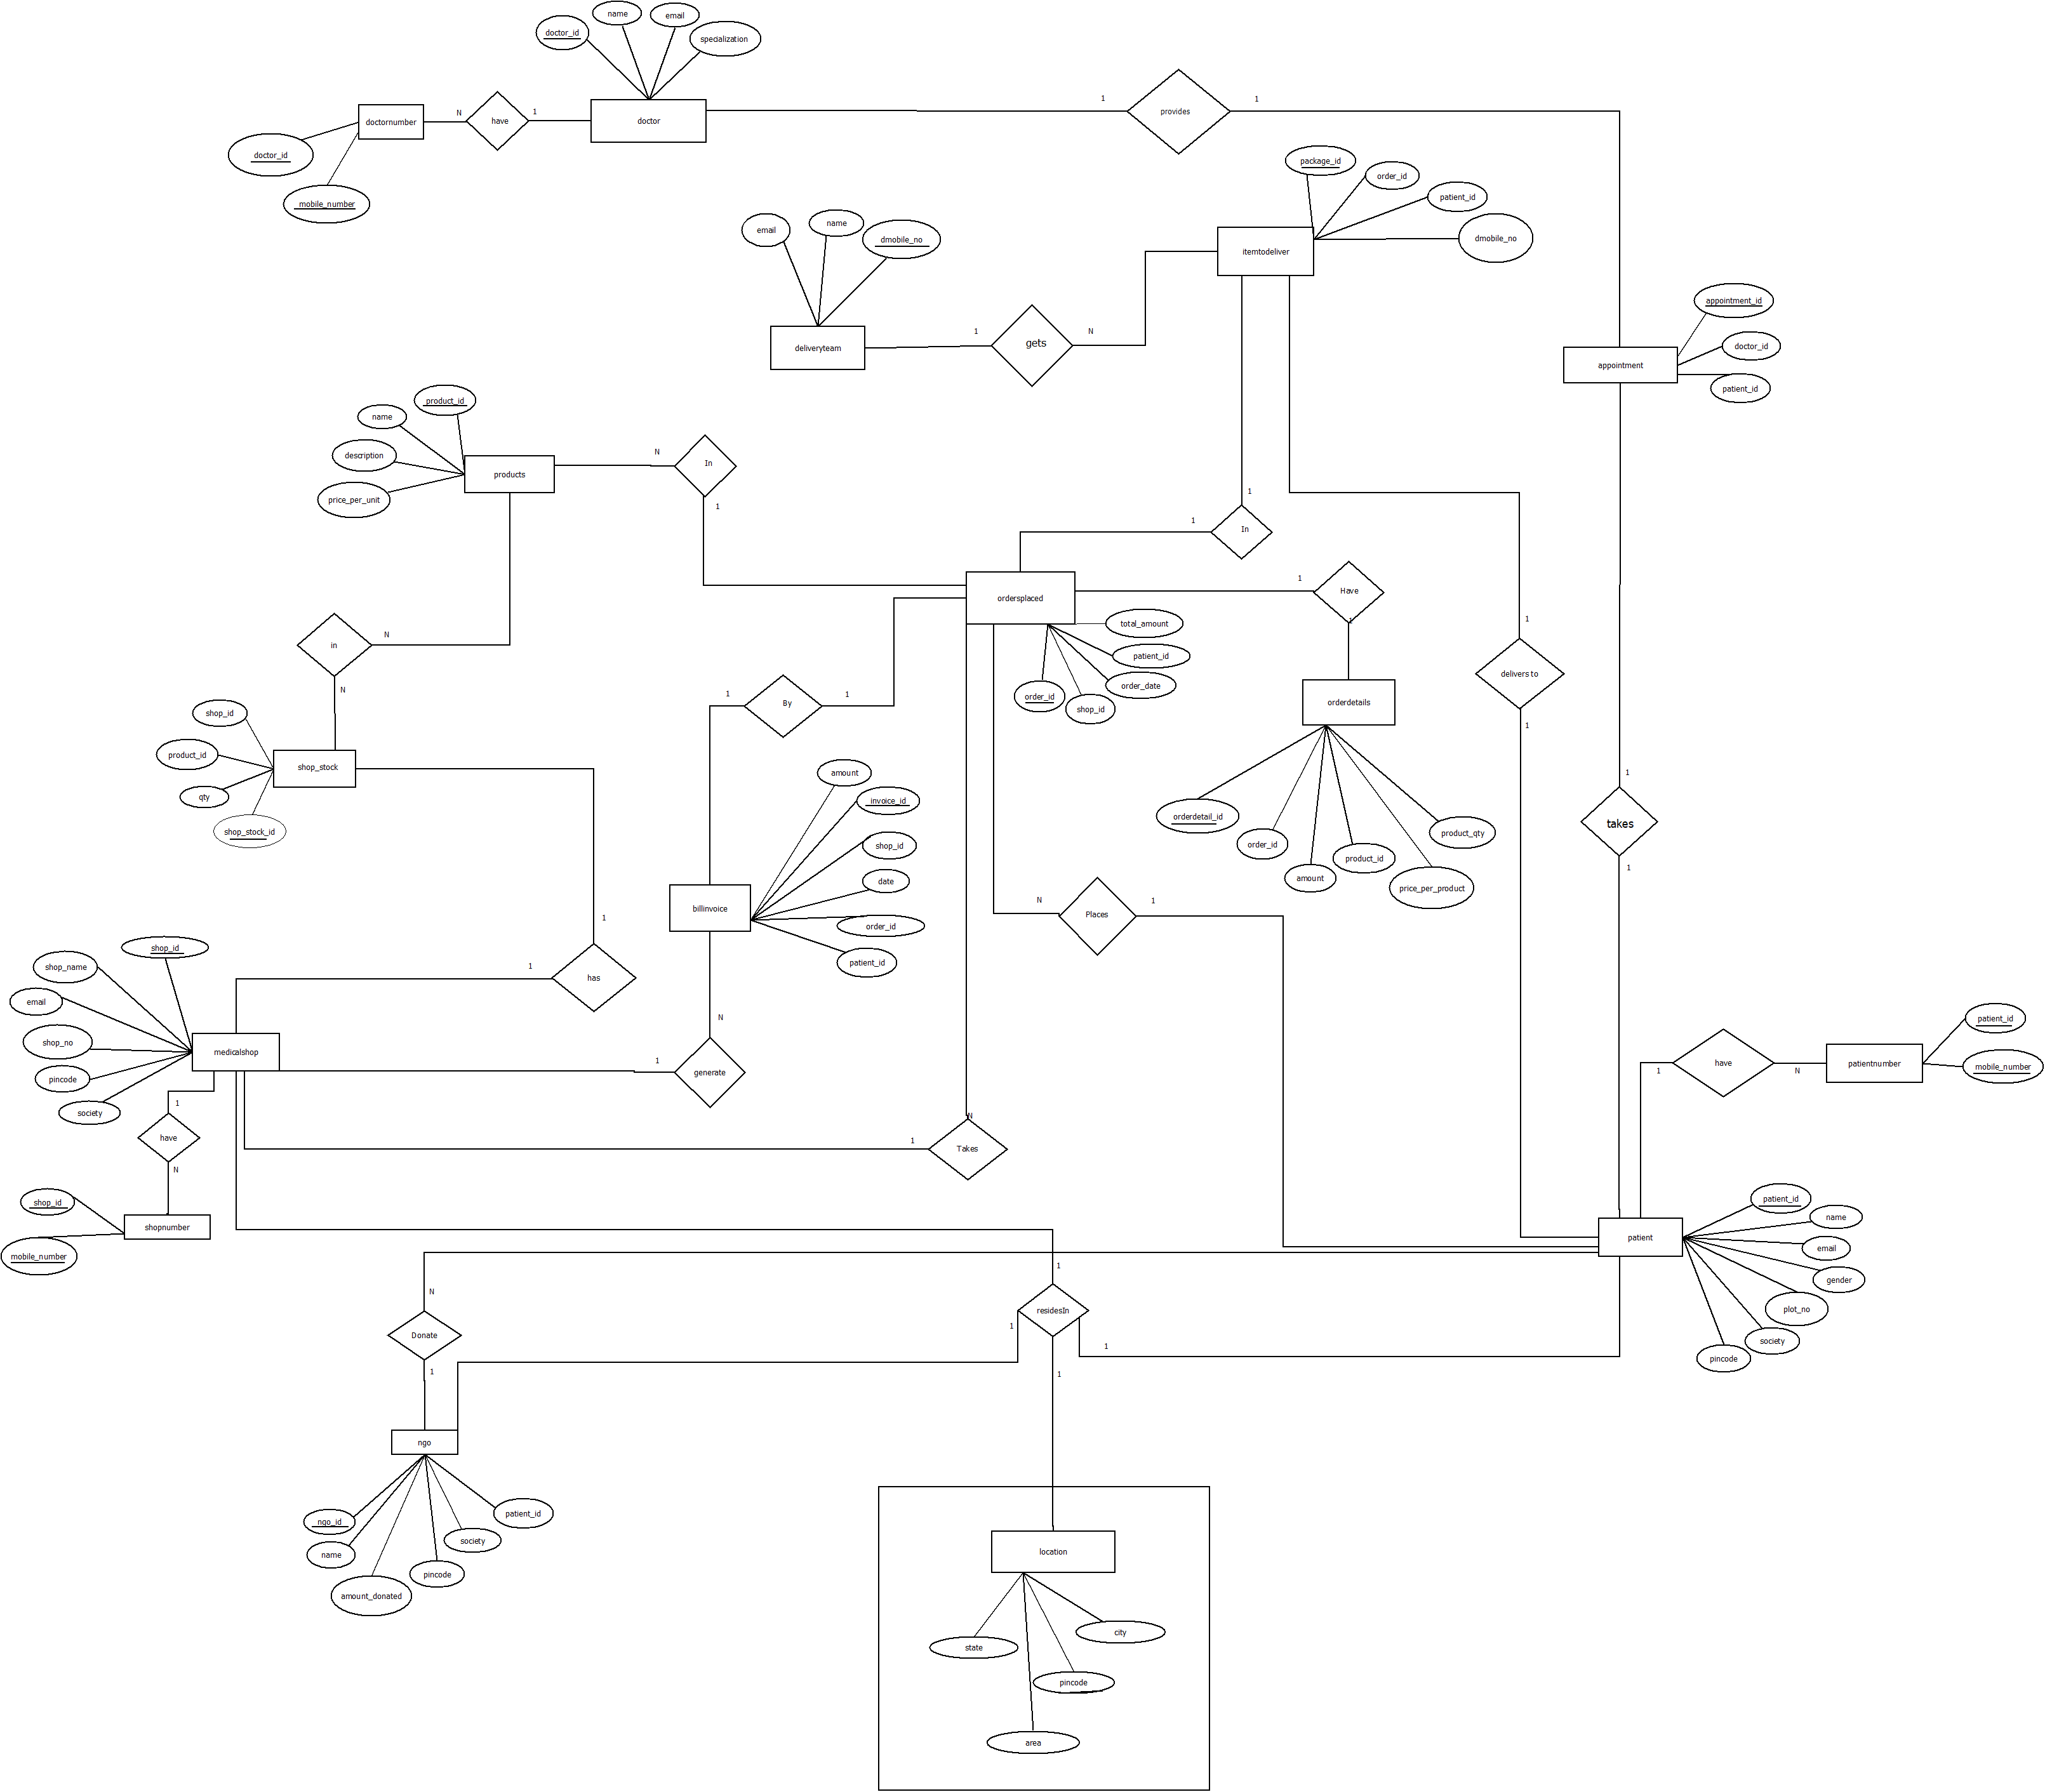 name
email
doctor_id
specialization
doctornumber
N
have
1
doctor
1
provides
1
doctor_id
mobile_number
package_id
order_id
patient_id
dmobile_no
itemtodeliver
email
name
dmobile_no
deliveryteam
1
gets
N
appointment_id
doctor_id
patient_id
appointment
product_id
name
description
price_per_unit
products
N
In
1
1
1
In
ordersplaced
1
Have
1
total_amount
patient_id
order_date
order_id
shop_id
orderdetails
1
delivers to
1
in
N
N
1
By
1
shop_id
product_id
qty
shop_stock_id
shop_stock
amount
invoice_id
shop_id
date
order_id
patient_id
billinvoice
orderdetail_id
order_id
amount
product_id
price_per_product
product_qty
1
takes
1
N
Places
1
1
1
has
shop_id
shop_name
email
shop_no
pincode
society
medicalshop
N
1
generate
1
have
N
N
1
Takes
shop_id
mobile_number
shopnumber
1
have
N
patientnumber
patient_id
mobile_number
patient
patient_id
name
email
gender
plot_no
society
pincode
N
Donate
1
1
residesIn
1
1
1
ngo
ngo_id
name
amount_donated
pincode
society
patient_id
location
state
city
pincode
area